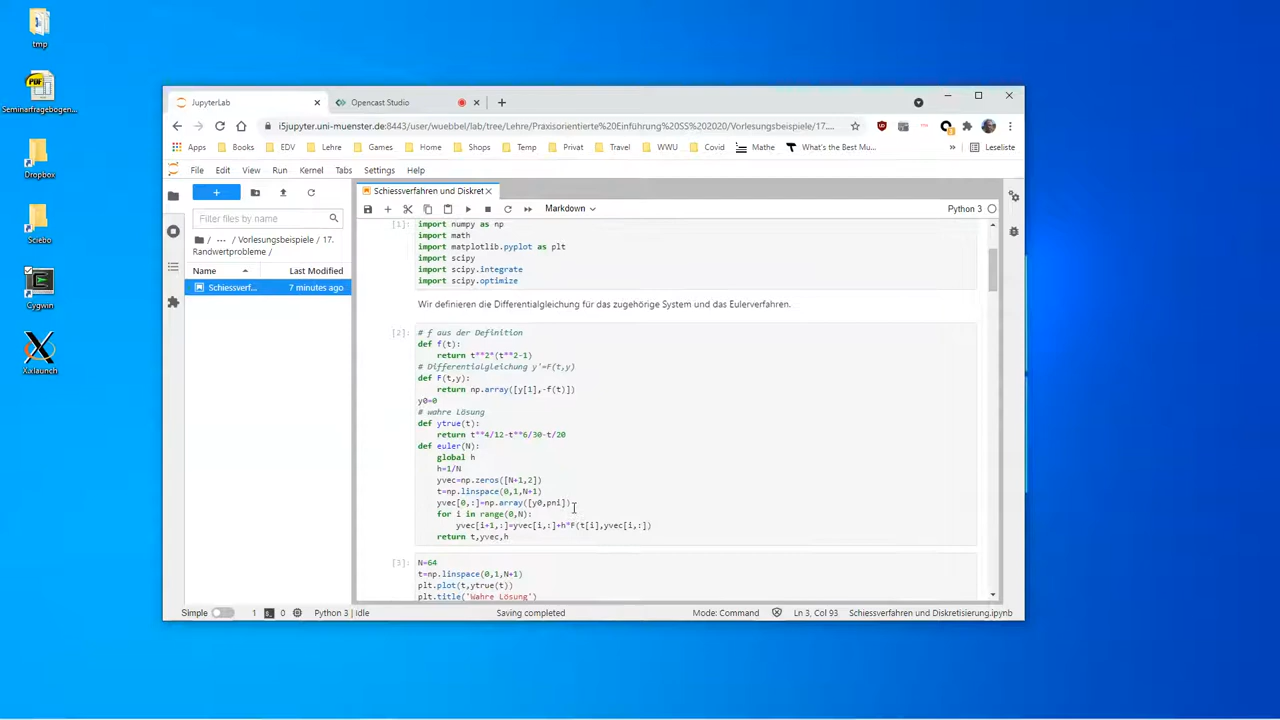 tmp
Seminarfragebogen...
Dropbox
Sciebo
Cygwin
Xlaunch
JupyterLab
Opencast Studio
i5jupyter.uni-muenster.de:8443/user/wuebbel/lab/tree/Lehre/Praxisorientierte%20Einführung%20SS%202020/Vorlesungsbeispiele/17....
Apps Books EDV Lehre Games Home Shops Temp Privat Travel WWU Covid Mathe What's the Best Mu... » Leseliste
File Edit View Run Kernel Tabs Settings Help
Schiessverfahren und Diskret
Markdown
Python 3
Filter files by name
/ ... / Vorlesungsbeispiele / 17.
Randwertprobleme /
Name Last Modified
Schiessverf... 7 minutes ago
[1]: import numpy as np
import math
import matplotlib.pyplot as plt
import scipy
import scipy.integrate
import scipy.optimize
Wir definieren die Differentialgleichung für das zugehörige System und das Eulerverfahren.
[2]: # f aus der Definition
def f(t):
return t**2*(t**2-1)
# Differentialgleichung y'=F(t,y)
def F(t,y):
return np.array([y[1],-f(t)])
y0=0
# wahre Lösung
def ytrue(t):
return t**4/12-t**6/30-t/20
def euler(N):
global h
h=1/N
yvec=np.zeros([N+1,2])
t=np.linspace(0,1,N+1)
yvec[0,:]=np.array([y0,pni])
for i in range(0,N):
yvec[i+1,:]=yvec[i,:]+h*F(t[i],yvec[i,:])
return t,yvec,h
[3]: N=64
t=np.linspace(0,1,N+1)
plt.plot(t,ytrue(t))
plt.title('Wahre Lösung')
Simple 1 0 Python 3 | Idle Saving completed Mode: Command Ln 3, Col 93 Schiessverfahren und Diskretisierung.ipynb